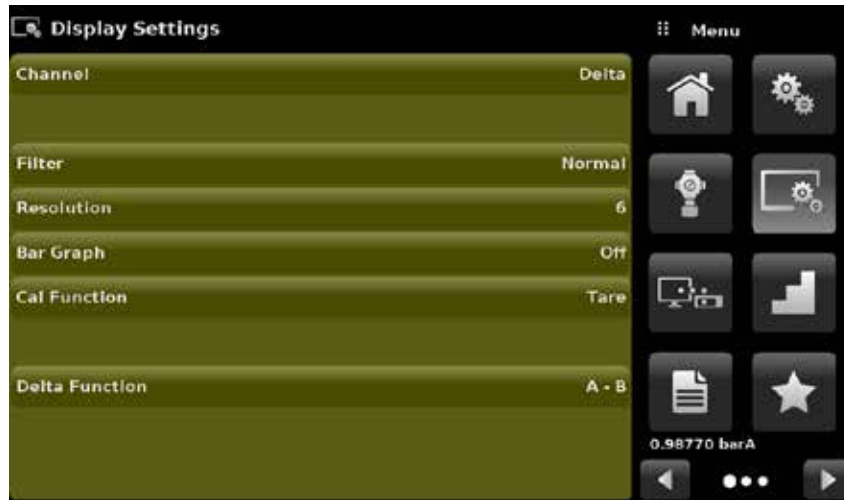 Display Settings
Menu
Channel Delta
Filter Normal
Resolution 6
Bar Graph Off
Cal Function Tare
Delta Function A - B
0.98770 barA